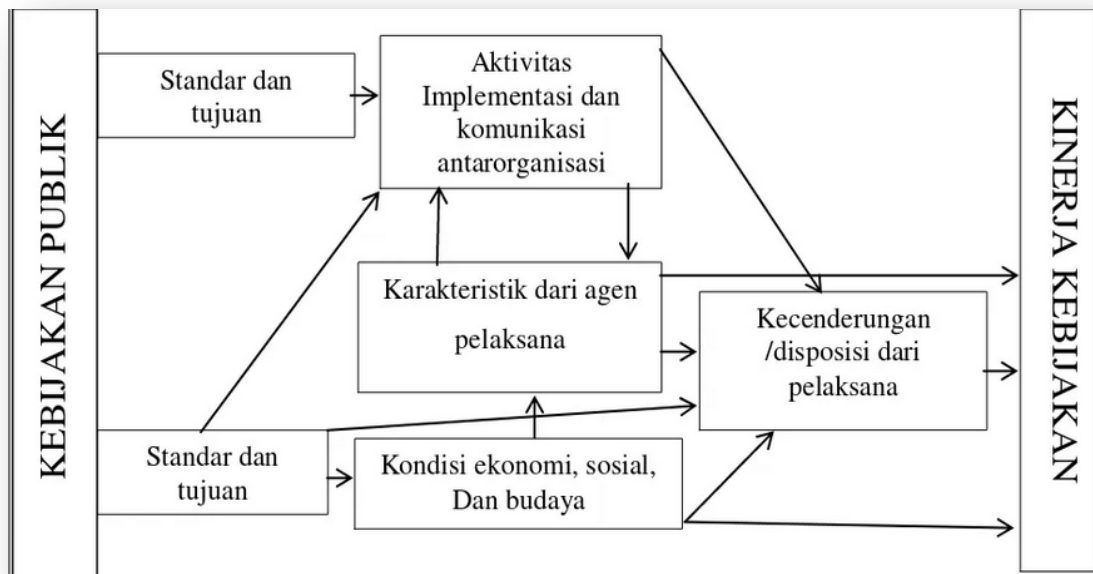 KEBIJAKAN PUBLIK
Standar dan
tujuan
Aktivitas
Implementasi dan
komunikasi
antarorganisasi
Karakteristik dari agen
pelaksana
Kecenderungan
/disposisi dari
pelaksana
Standar dan
tujuan
Kondisi ekonomi, sosial,
Dan budaya
KINERJA KEBIJAKAN